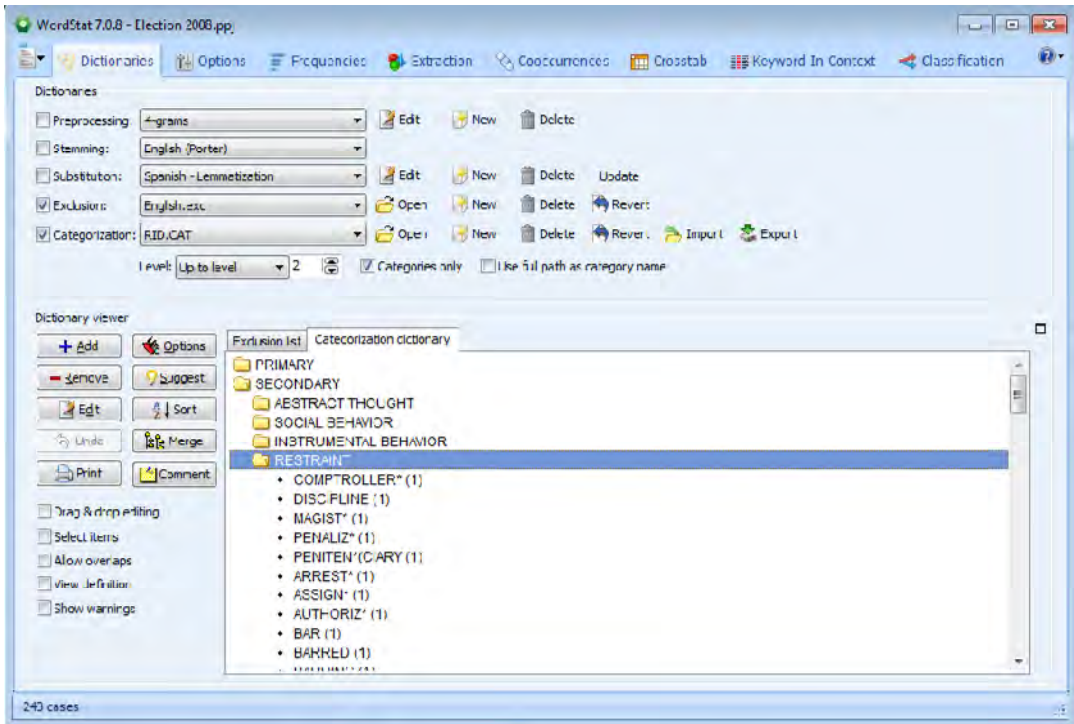 WordStat 7.0.8 - Election 2008.ppj
Dictionaries Options Frequencies Extraction Cooccurrences Crosstab Keyword In Context Classification
Dictionaries
Preprocessing 4-grams Edit New Delete
Stemming: English (Porter)
Substitution: Spanish - Lemmetization Edit New Delete Update
Exclusion: English.exc Open New Delete Revert
Categorization: RID.CAT Open New Delete Revert Import Export
Level: Up to level 2 Categories only Use full path as category name
Dictionary viewer
Exclusion list Categorization dictionary
Add Options
Remove Suggest
Edit Sort
Undo Merge
Print Comment
Drag & drop editing
Select items
Allow overlaps
View definition
Show warnings
PRIMARY
SECONDARY
ABSTRACT THOUGHT
SOCIAL BEHAVIOR
INSTRUMENTAL BEHAVIOR
RESTRAINT
• COMPTROLLER* (1)
• DISCIPLINE (1)
• MAGIST* (1)
• PENALIZ* (1)
• (1)
• ARREST* (1)
• ASSIGN* (1)
• AUTHORIZ* (1)
• BAR (1)
• BARRED (1)
243 cases